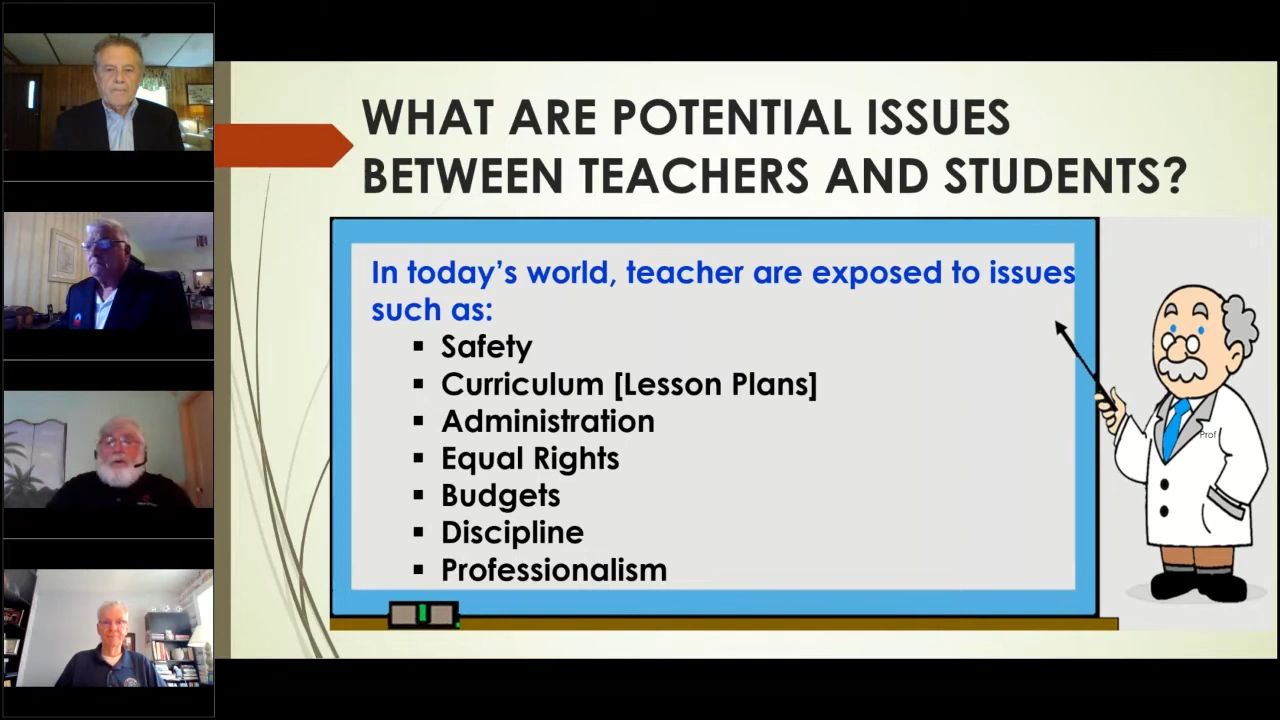 WHAT ARE POTENTIAL ISSUES
BETWEEN TEACHERS AND STUDENTS?
In today's world, teacher are exposed to issues
such as:
▪ Safety
▪ Curriculum [Lesson Plans]
▪ Administration
▪ Equal Rights
▪ Budgets
▪ Discipline
▪ Professionalism
Prof